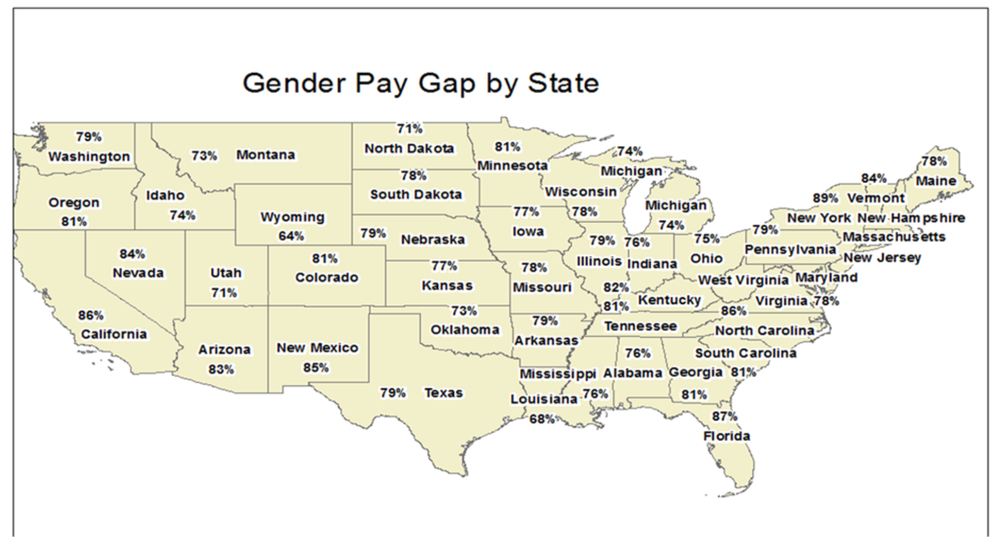 Gender Pay Gap by State
79%
Washington
73% Montana
71%
North Dakota
81%
Minnesota
74%
Michigan
78%
Maine
Oregon
81%
Idaho
74%
Wyoming
64%
78%
South Dakota
Wisconsin
78%
Michigan
74%
84%
Vermont
89%
New York
New Hampshire
Massachusetts
79%
Nebraska
77%
Iowa
79%
Illinois
76%
Indiana
75%
Ohio
79%
Pennsylvania
New Jersey
84%
Nevada
Utah
71%
81%
Colorado
77%
Kansas
78%
Missouri
82%
Kentucky
West Virginia
Maryland
Virginia 78%
86%
California
Arizona
83%
New Mexico
85%
73%
Oklahoma
79%
Arkansas
81%
Tennessee
86%
North Carolina
South Carolina
81%
79% Texas
Mississippi
76%
76%
Alabama
Georgia
81%
Louisiana
68%
87%
Florida